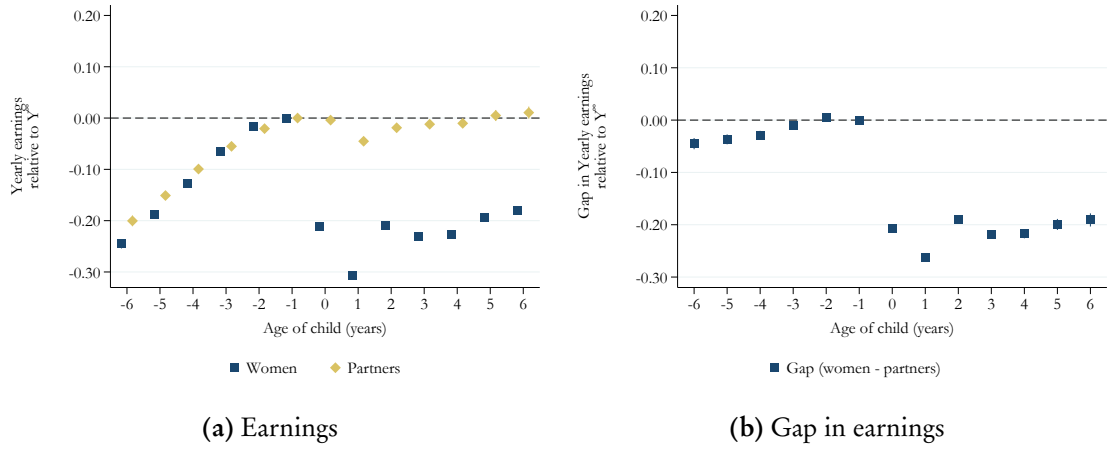 0.20
0.10
0.00
-0.10
-0.20
-0.30
Yearly earnings
relative to Y∞
-6 -5 -4 -3 -2 -1 0 1 2 3 4 5 6
Age of child (years)
Women Partners
(a) Earnings
0.20
0.10
0.00
-0.10
-0.20
-0.30
Gap in Yearly earnings
relative to Y∞
-6 -5 -4 -3 -2 -1 0 1 2 3 4 5 6
Age of child (years)
Gap (women - partners)
(b) Gap in earnings